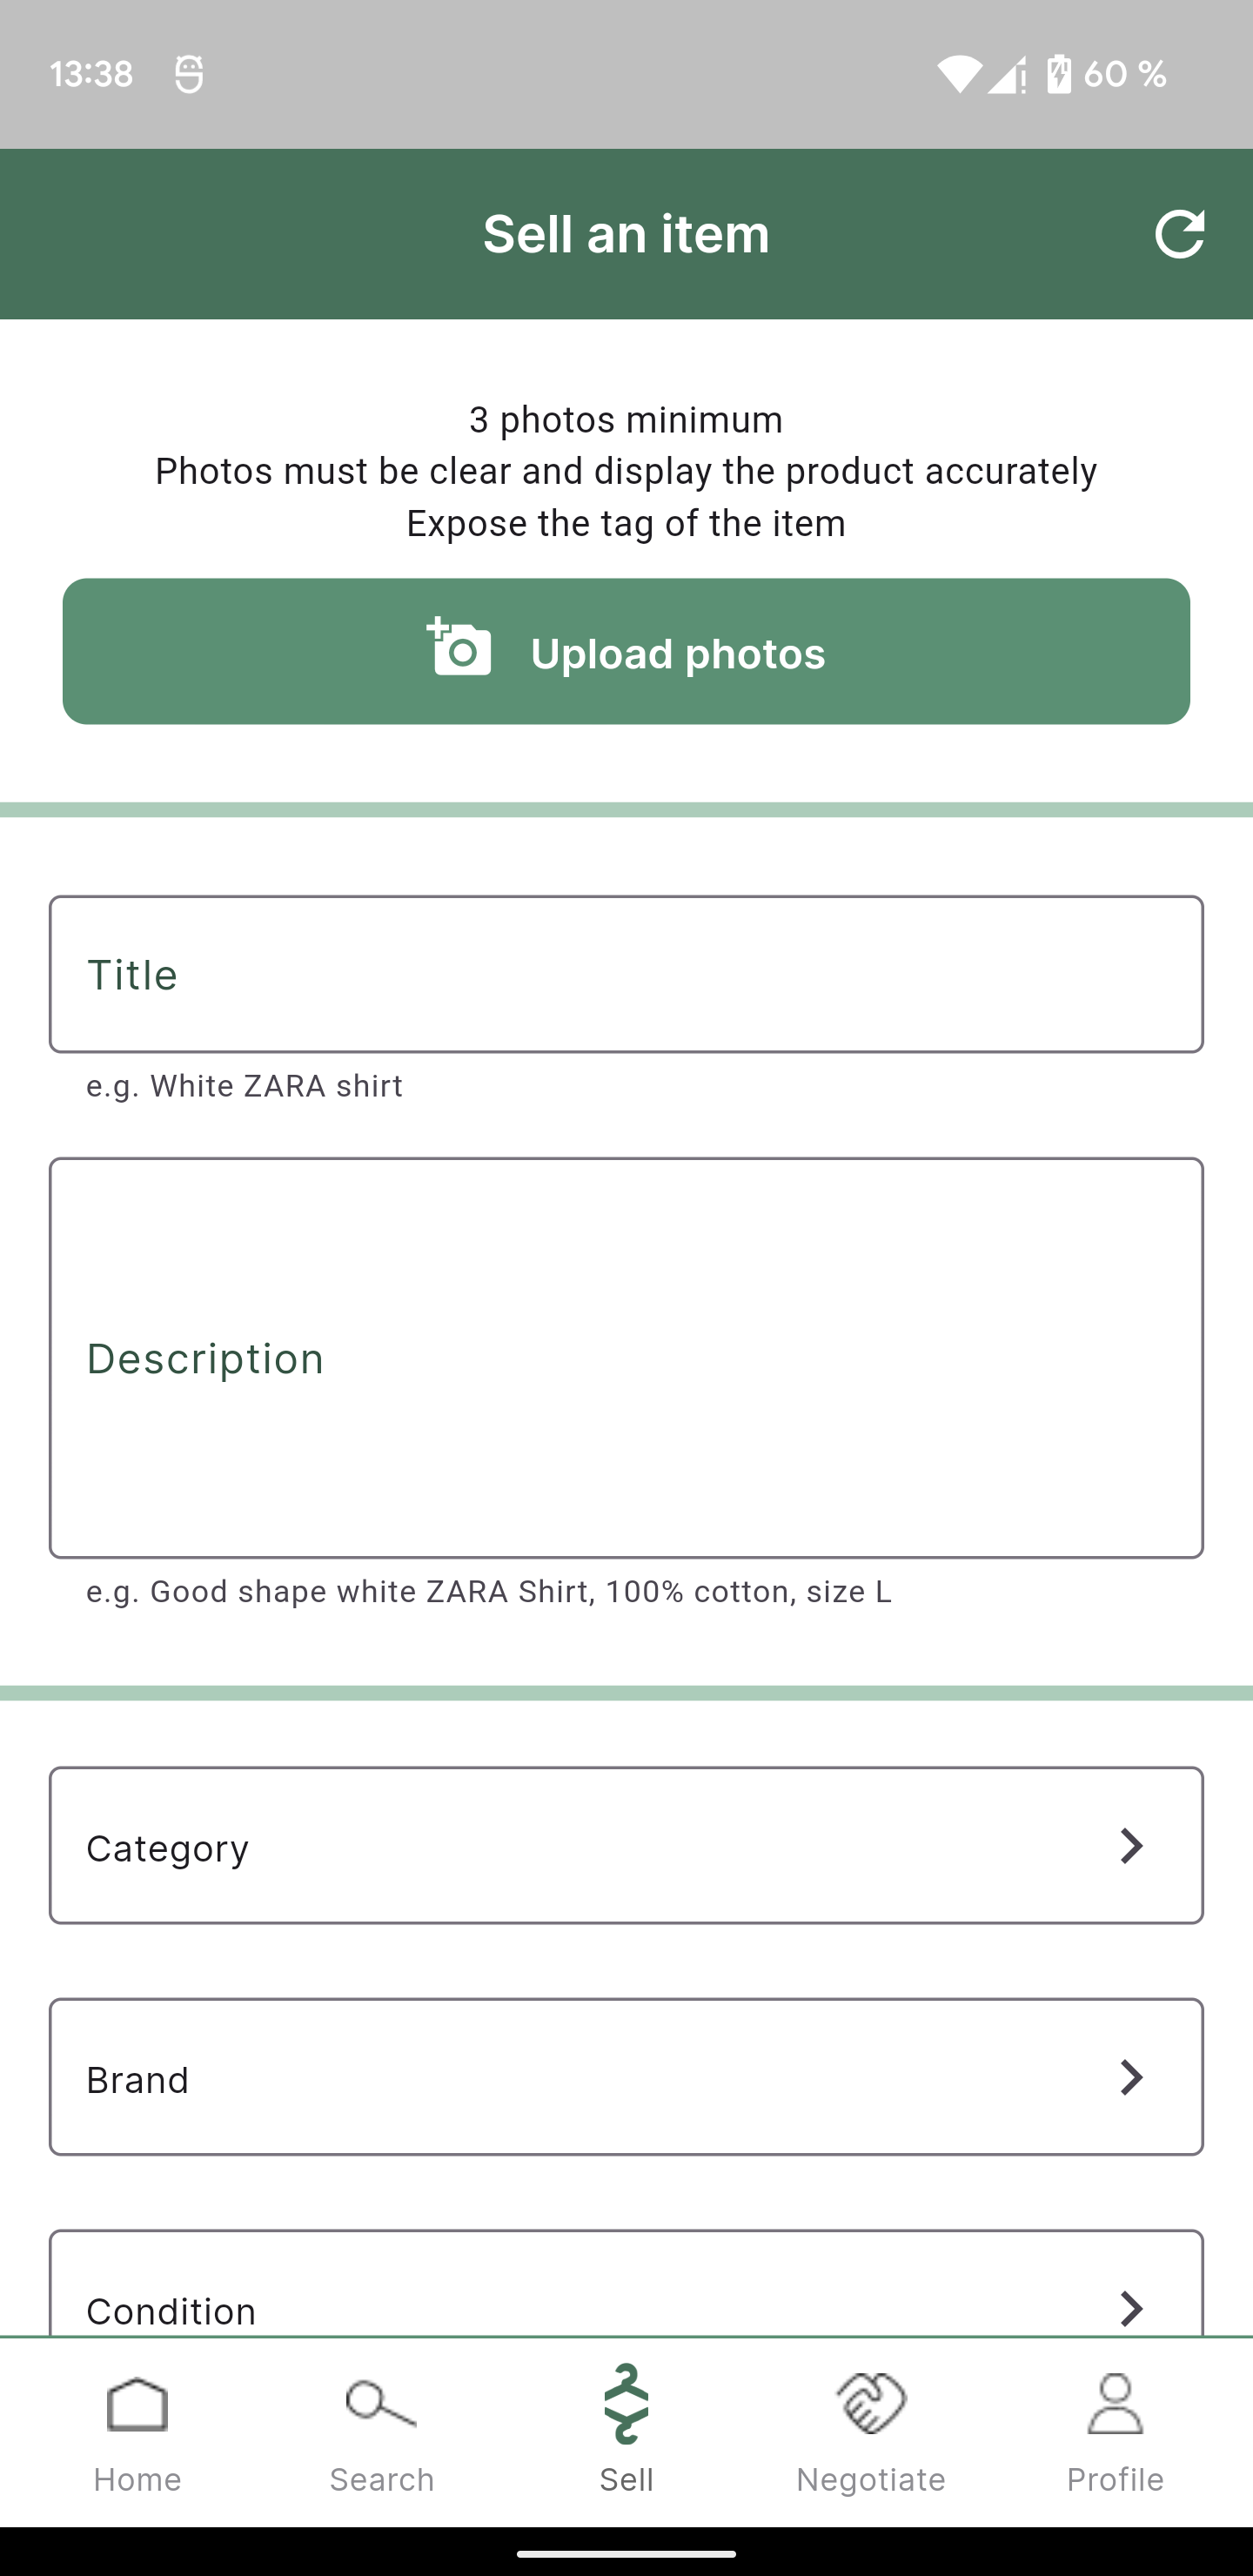 13:38
60 %
Sell an item
3 photos minimum
Photos must be clear and display the product accurately
Expose the tag of the item
Upload photos
Title
e.g. White ZARA shirt
Description
e.g. Good shape white ZARA Shirt, 100% cotton, size L
Category
Brand
Condition
Home
Search
Sell
Negotiate
Profile